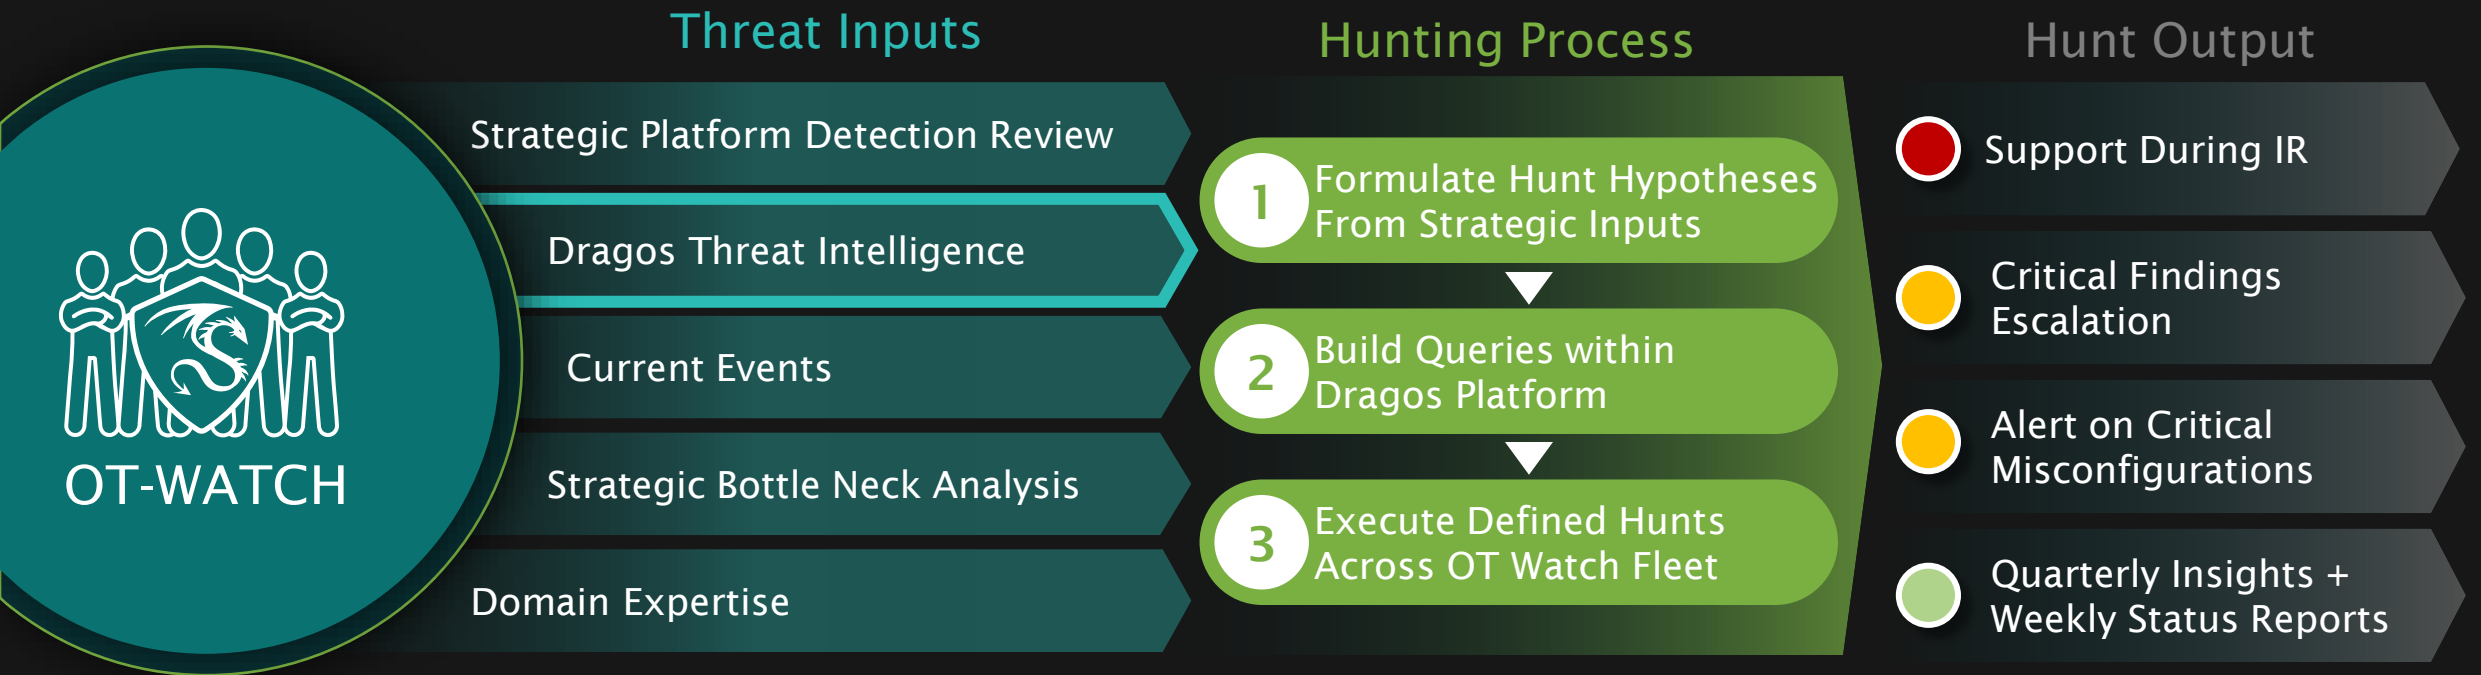 OT-WATCH
Threat Inputs
Strategic Platform Detection Review
Dragos Threat Intelligence
Current Events
Strategic Bottle Neck Analysis
Domain Expertise
Hunting Process
1
Formulate Hunt Hypotheses
From Strategic Inputs
2
Build Queries within
Dragos Platform
3
Execute Defined Hunts
Across OT Watch Fleet
Hunt Output
Support During IR
Critical Findings
Escalation
Alert on Critical
Misconfigurations
Quarterly Insights +
Weekly Status Reports